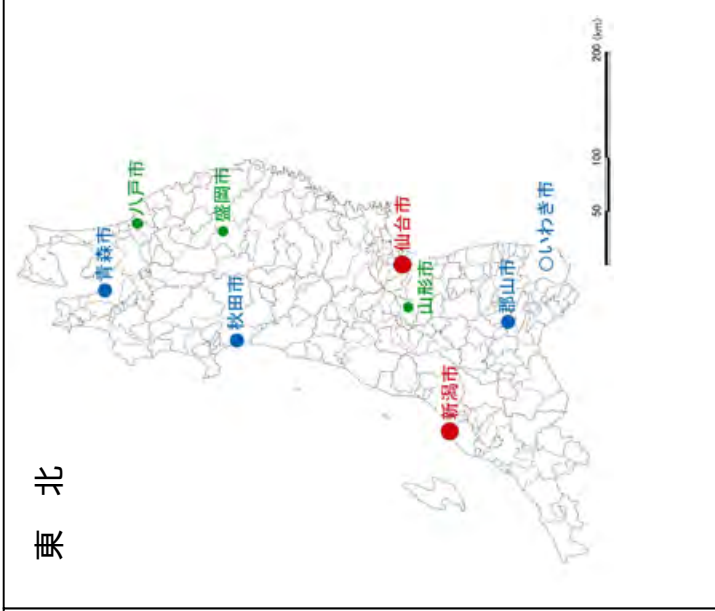 東北
青森市
八戸市
盛岡市
秋田市
仙台市
山形市
新潟市
郡山市
いわき市
50 100 200 (km)